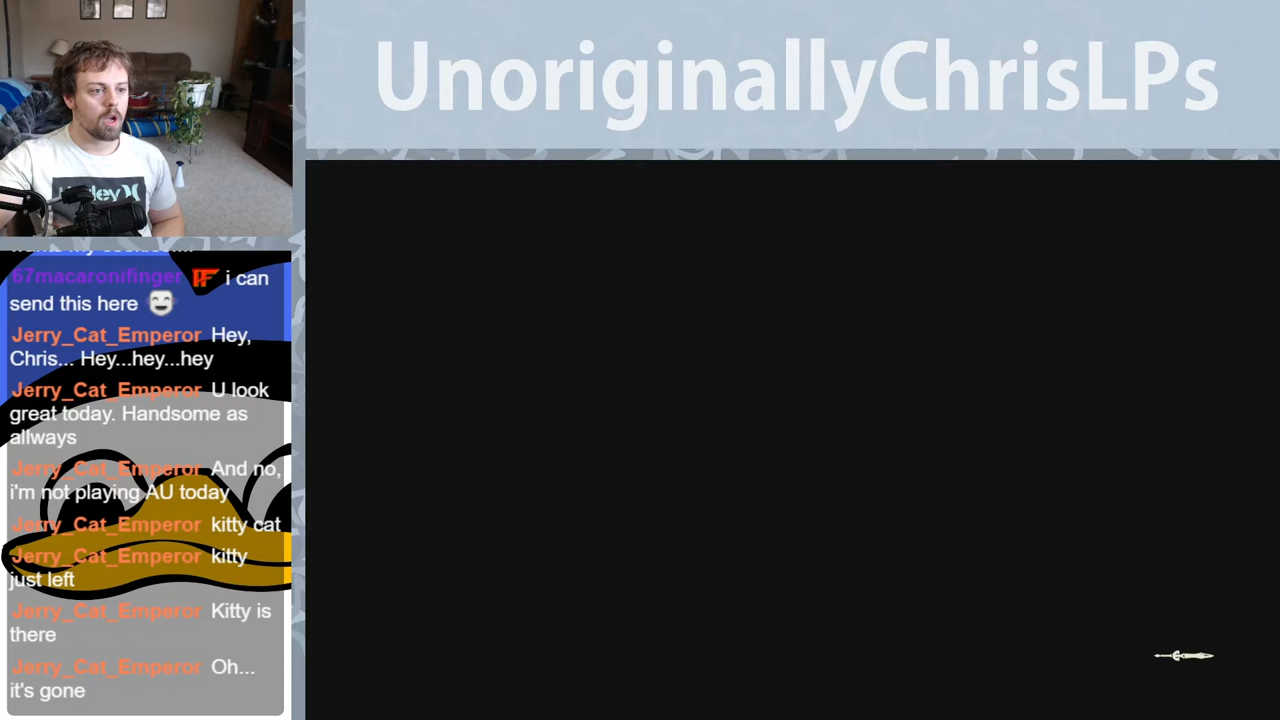 UnoriginallyChrisLPs
67macaronifinger i can
send this here
Jerry_Cat_Emperor Hey,
Chris... Hey...hey...hey
Jerry_Cat_Emperor U look
great today. Handsome as
allways
Jerry_Cat_Emperor And no,
i'm not playing AU today
Jerry_Cat_Emperor kitty cat
Jerry_Cat_Emperor kitty
just left
Jerry_Cat_Emperor Kitty is
there
Jerry_Cat_Emperor Oh...
it's gone